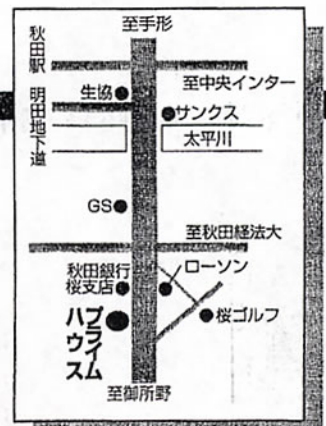 至手形
秋田駅
至中央インター
生協
明田地下道
サンクス
太平川
GS
至秋田経法大
秋田銀行
桜支店
ローソン
桜ゴルフ
プライム
ハウス
至御所野